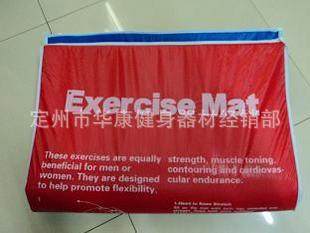 Exercise Mat
定州市华康健身器材经销部
These exercises are equally
beneficial for men or
women. They are designed
to help promote flexibility,
strength, muscle toning,
contouring and cardiovas-
cular endurance.